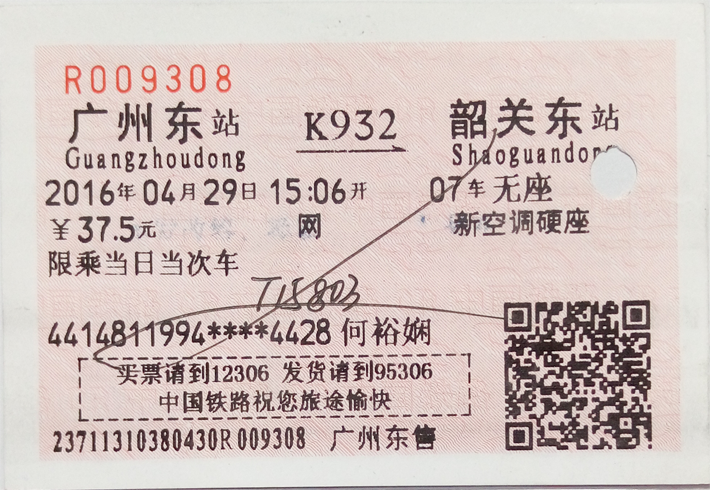 R009308
广州东站 K932 韶关东站
Guangzhoudong Shaoguandong
2016年04月29日 15:06开 07车无座
￥37.5元 网 新空调硬座
限乘当日当次车
T15803
4414811994****4428 何裕娴
买票请到12306 发货请到95306
中国铁路祝您旅途愉快
23711310380430R009308 广州东售